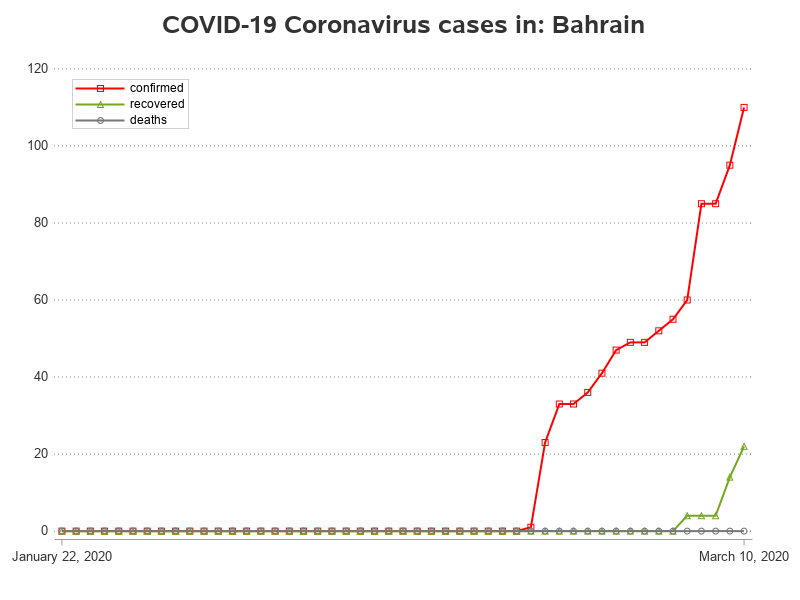 COVID-19 Coronavirus cases in: Bahrain
120
confirmed
recovered
deaths
100
80
60
40
20
0
January 22, 2020 March 10, 2020